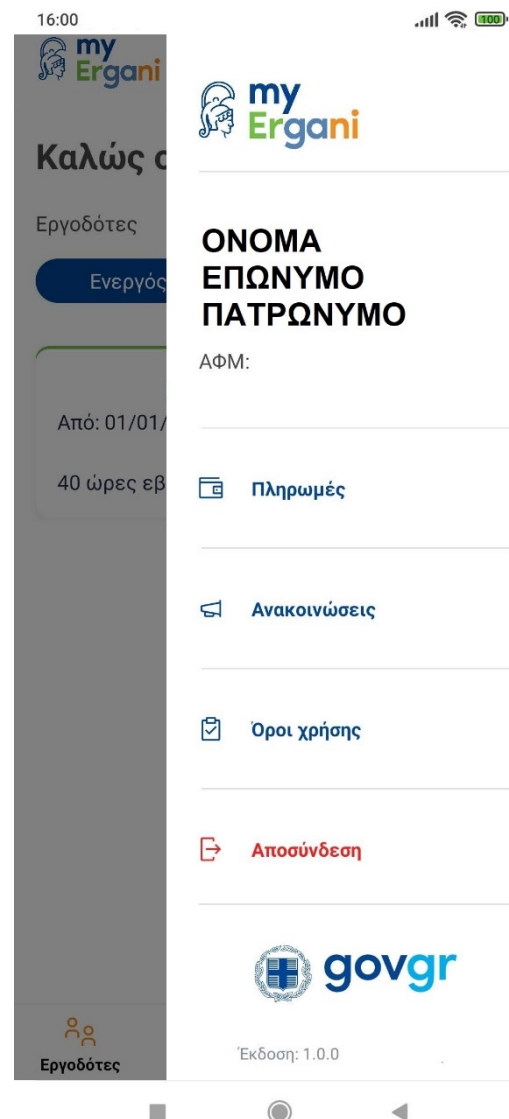 16:00
100
my
Ergani
Καλώς
Εργοδότες
Ενεργός
Από: 01/01/
40 ώρες εβ
Εργοδότες
my
Ergani
ΟΝΟΜΑ
ΕΠΩΝΥΜΟ
ΠΑΤΡΩΝΥΜΟ
ΑΦΜ:
Πληρωμές
Ανακοινώσεις
Όροι χρήσης
Αποσύνδεση
govgr
Έκδοση: 1.0.0